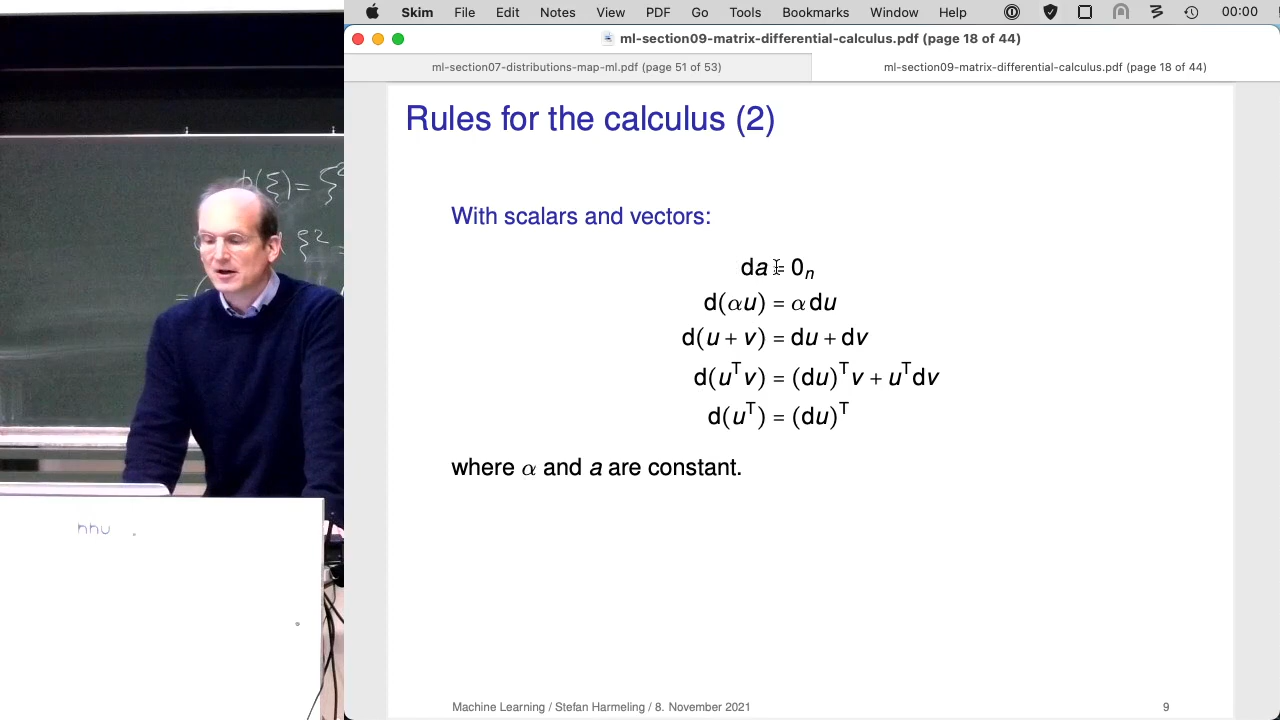 Skim File Edit Notes View PDF Go Tools Bookmarks Window Help 00:00
ml-section09-matrix-differential-calculus.pdf (page 18 of 44)
ml-section07-distributions-map-ml.pdf (page 51 of 53)
ml-section09-matrix-differential-calculus.pdf (page 18 of 44)
Rules for the calculus (2)
With scalars and vectors:
da = 0ₙ
d(αu) = α du
d(u + v) = du + dv
d(uᵀv) = (du)ᵀv + uᵀdv
d(uᵀ) = (du)ᵀ
where α and a are constant.
Machine Learning / Stefan Harmeling / 8. November 2021
9
hhu